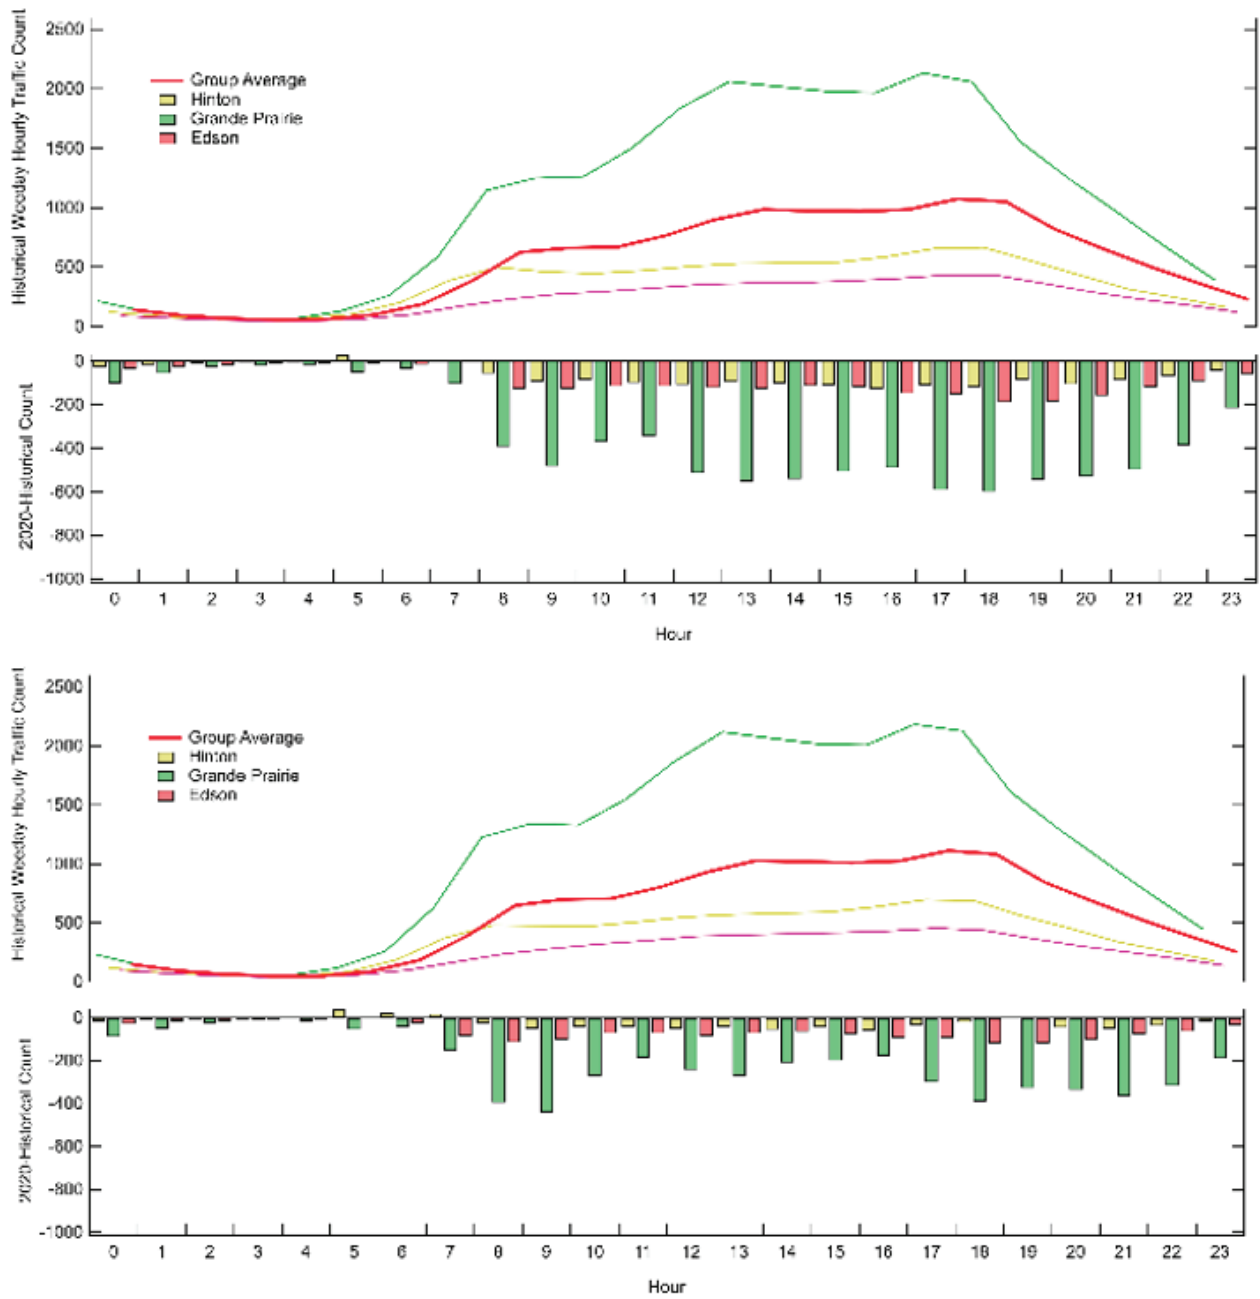 Historical Weeday Hourly Traffic Count
2500
2000
1500
1000
500
0
Group Average
Hinton
Grande Prairie
Edson
2020-Historical Count
0
-200
-400
-600
-800
-1000
0 1 2 3 4 5 6 7 8 9 10 11 12 13 14 15 16 17 18 19 20 21 22 23
Hour
Historical Weeday Hourly Traffic Count
2500
2000
1500
1000
500
0
Group Average
Hinton
Grande Prairie
Edson
2020-Historical Count
0
-200
-400
-600
-800
-1000
0 1 2 3 4 5 6 7 8 9 10 11 12 13 14 15 16 17 18 19 20 21 22 23
Hour